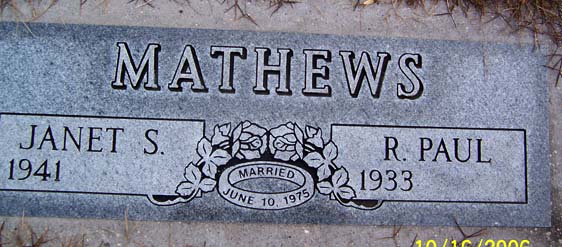 MATHEWS
JANET S.
1941
MARRIED
JUNE 10, 1975
R. PAUL
1933
10/16/2006